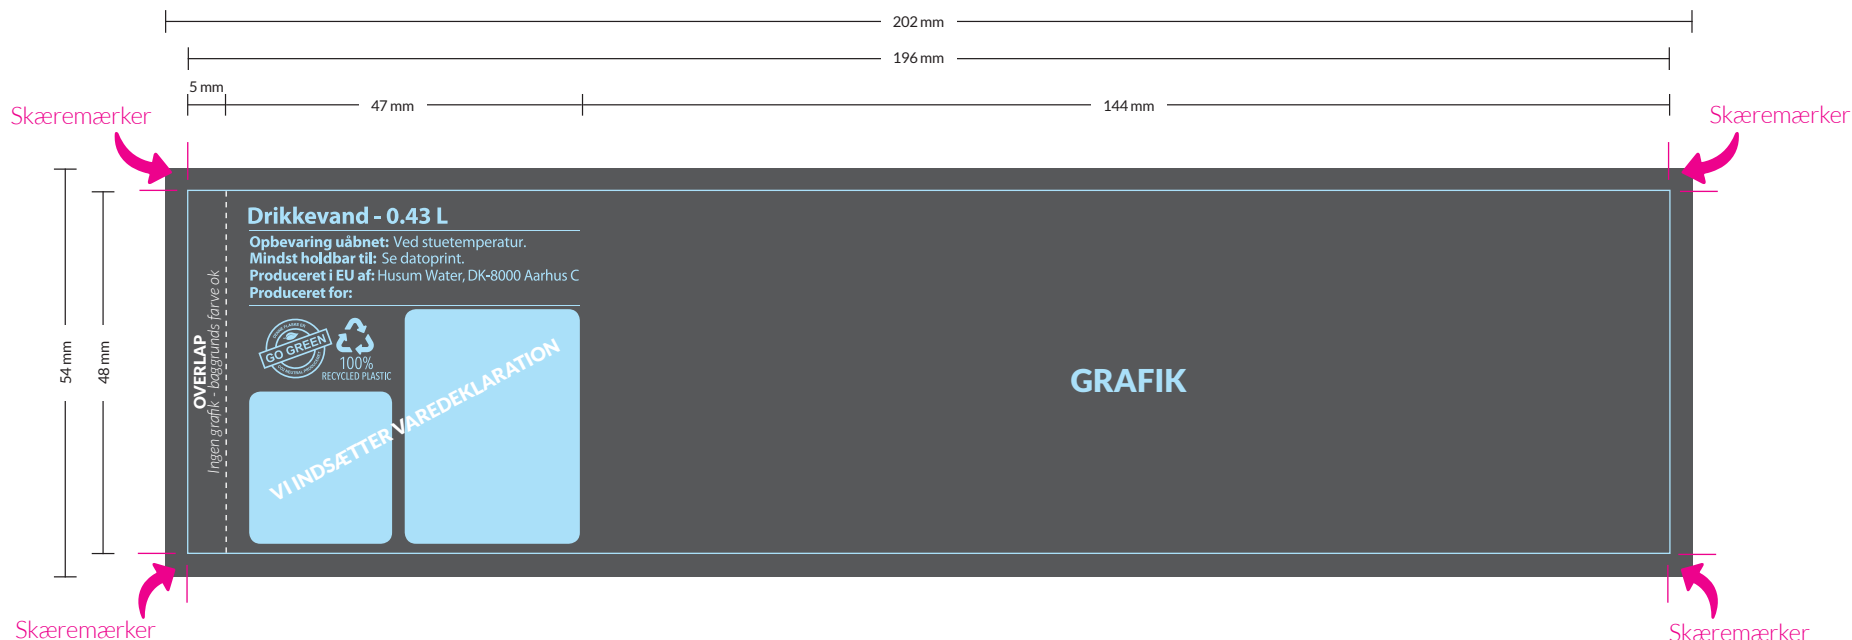 202 mm
196 mm
5 mm
47 mm
144 mm
Skæremærker
Skæremærker
54 mm
48 mm
OVERLAP
Ingen grafik - baggrunds farve ok
Drikkevand - 0.43 L
Opbevaring uåbnet: Ved stuetemperatur.
Mindst holdbar til: Se datoprint.
Produceret i EU af: Husum Water, DK-8000 Aarhus C
Produceret for:
GO GREEN
100%
RECYCLED PLASTIC
VI INDSÆTTER VAREDEKLARATION
GRAFIK
Skæremærker
Skæremærker